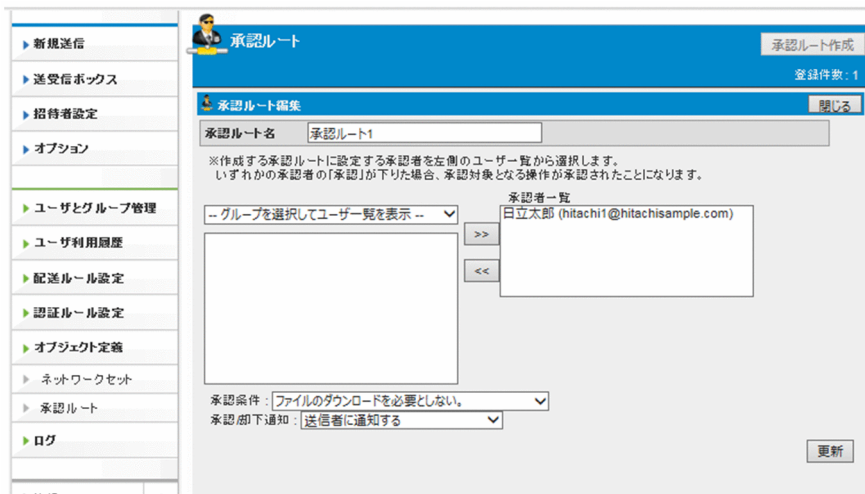 新規送信
送受信ボックス
招待者設定
オプション
ユーザとグループ管理
ユーザ利用履歴
配送ルール設定
認証ルール設定
オブジェクト定義
ネットワークセット
承認ルート
ログ
承認ルート
承認ルート作成
登録件数：1
承認ルート編集
閉じる
承認ルート名 承認ルート1
※作成する承認ルートに設定する承認者を左側のユーザ一覧から選択します。
いずれかの承認者の「承認」が下りた場合、承認対象となる操作が承認されたことになります。
承認者一覧
-- グループを選択してユーザ一覧を表示 --
>>
<<
日立太郎 (hitachi1@hitachisample.com)
承認条件：ファイルのダウンロードを必要としない。
承認/却下通知：送信者に通知する
更新